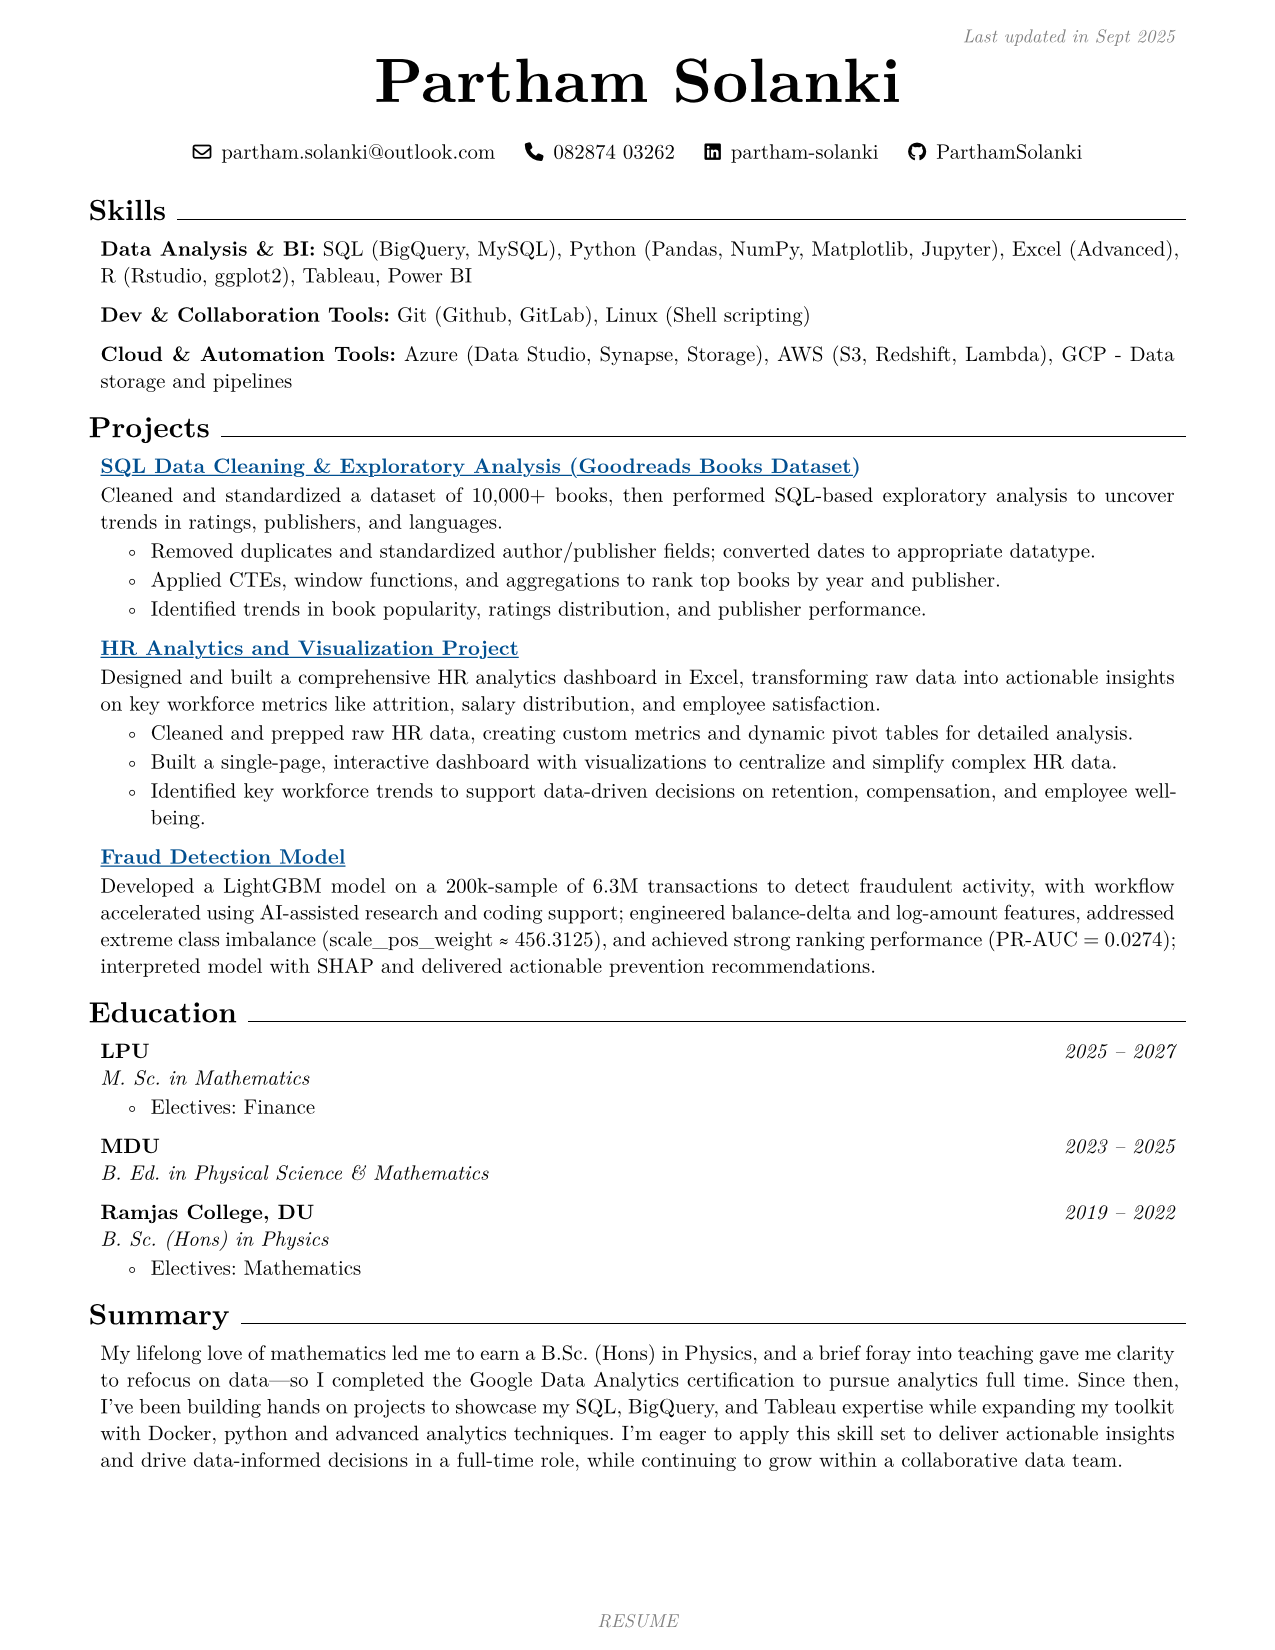 Last updated in Sept 2025
Partham Solanki
partham.solanki@outlook.com 082874 03262 partham-solanki ParthamSolanki
Skills
Data Analysis & BI: SQL (BigQuery, MySQL), Python (Pandas, NumPy, Matplotlib, Jupyter), Excel (Advanced),
R (Rstudio, ggplot2), Tableau, Power BI
Dev & Collaboration Tools: Git (Github, GitLab), Linux (Shell scripting)
Cloud & Automation Tools: Azure (Data Studio, Synapse, Storage), AWS (S3, Redshift, Lambda), GCP - Data
storage and pipelines
Projects
SQL Data Cleaning & Exploratory Analysis (Goodreads Books Dataset)
Cleaned and standardized a dataset of 10,000+ books, then performed SQL-based exploratory analysis to uncover
trends in ratings, publishers, and languages.
◦ Removed duplicates and standardized author/publisher fields; converted dates to appropriate datatype.
◦ Applied CTEs, window functions, and aggregations to rank top books by year and publisher.
◦ Identified trends in book popularity, ratings distribution, and publisher performance.
HR Analytics and Visualization Project
Designed and built a comprehensive HR analytics dashboard in Excel, transforming raw data into actionable insights
on key workforce metrics like attrition, salary distribution, and employee satisfaction.
◦ Cleaned and prepped raw HR data, creating custom metrics and dynamic pivot tables for detailed analysis.
◦ Built a single-page, interactive dashboard with visualizations to centralize and simplify complex HR data.
◦ Identified key workforce trends to support data-driven decisions on retention, compensation, and employee well-
being.
Fraud Detection Model
Developed a LightGBM model on a 200k-sample of 6.3M transactions to detect fraudulent activity, with workflow
accelerated using AI-assisted research and coding support; engineered balance-delta and log-amount features, addressed
extreme class imbalance (scale_pos_weight ≈ 456.3125), and achieved strong ranking performance (PR-AUC = 0.0274);
interpreted model with SHAP and delivered actionable prevention recommendations.
Education
LPU 2025 – 2027
M. Sc. in Mathematics
◦ Electives: Finance
MDU 2023 – 2025
B. Ed. in Physical Science & Mathematics
Ramjas College, DU 2019 – 2022
B. Sc. (Hons) in Physics
◦ Electives: Mathematics
Summary
My lifelong love of mathematics led me to earn a B.Sc. (Hons) in Physics, and a brief foray into teaching gave me clarity
to refocus on data—so I completed the Google Data Analytics certification to pursue analytics full time. Since then,
I've been building hands on projects to showcase my SQL, BigQuery, and Tableau expertise while expanding my toolkit
with Docker, python and advanced analytics techniques. I'm eager to apply this skill set to deliver actionable insights
and drive data-informed decisions in a full-time role, while continuing to grow within a collaborative data team.
RESUME